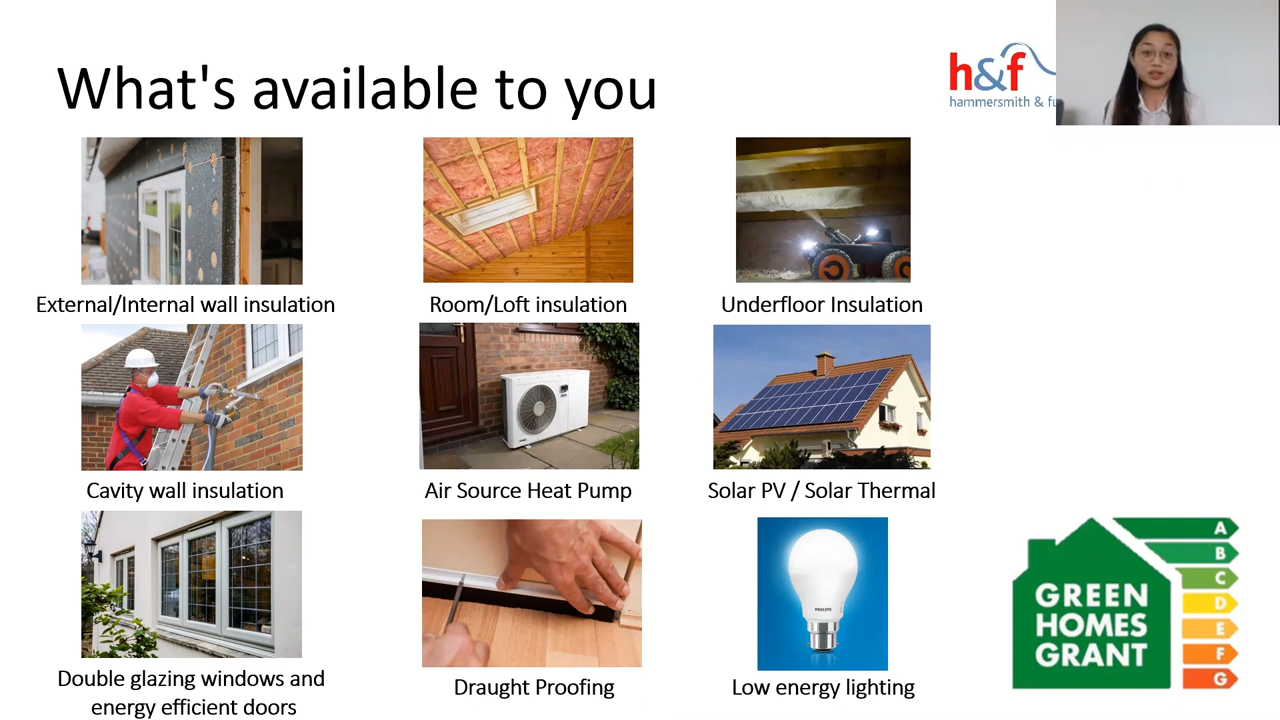 What's available to you
h&f
hammersmith & fu
External/Internal wall insulation
Room/Loft insulation
Underfloor Insulation
Cavity wall insulation
Air Source Heat Pump
Solar PV / Solar Thermal
Double glazing windows and
energy efficient doors
Draught Proofing
PHILIPS
Low energy lighting
GREEN
HOMES
GRANT
A
B
C
D
E
F
G